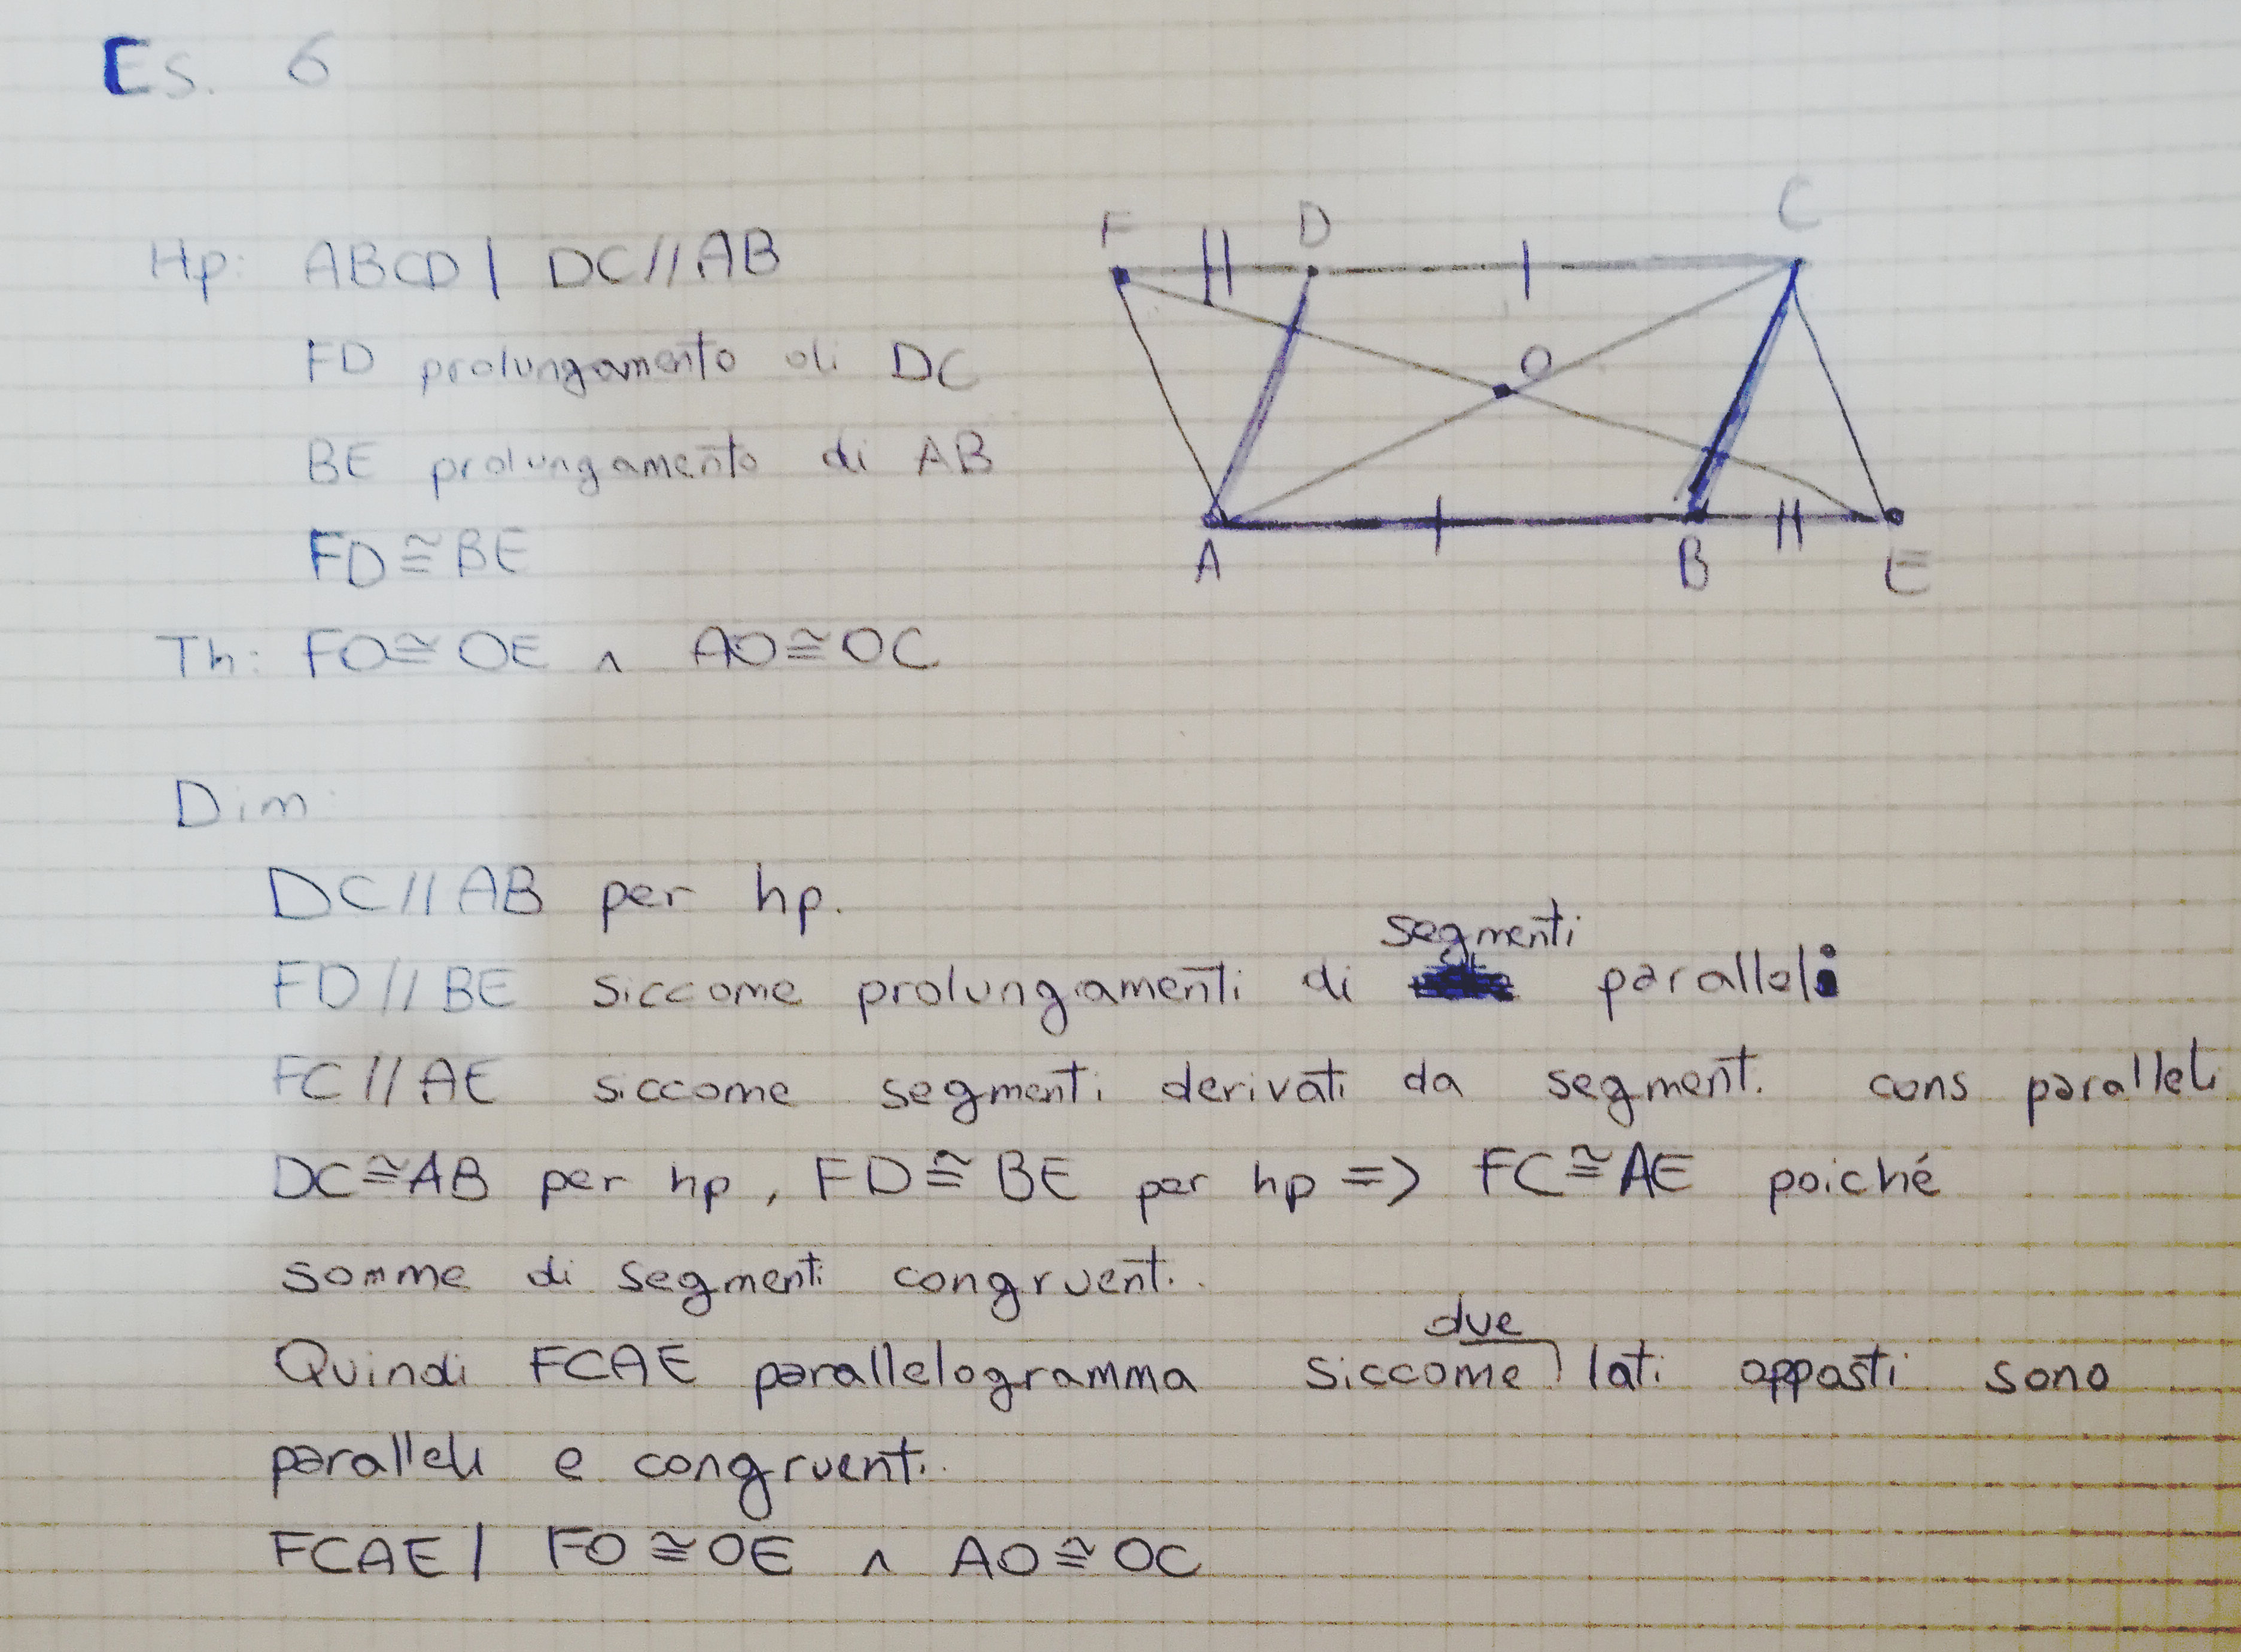 Es. 6
F D C
Hp: ABCD | DC // AB
FD prolungamento di DC
O
BE prolungamento di AB
FD ≅ BE
A B E
Th: FO ≅ OE ∧ AO ≅ OC
Dim:
DC // AB per hp.
segmenti
FD // BE siccome prolungamenti di paralleli
FC // AE siccome segmenti derivati da segmenti cons paralleli
DC ≅ AB per hp, FD ≅ BE per hp => FC ≅ AE poiché
somme di segmenti congruenti.
due
Quindi FCAE parallelogramma siccome lati opposti sono
paralleli e congruenti.
FCAE | FO ≅ OE ∧ AO ≅ OC